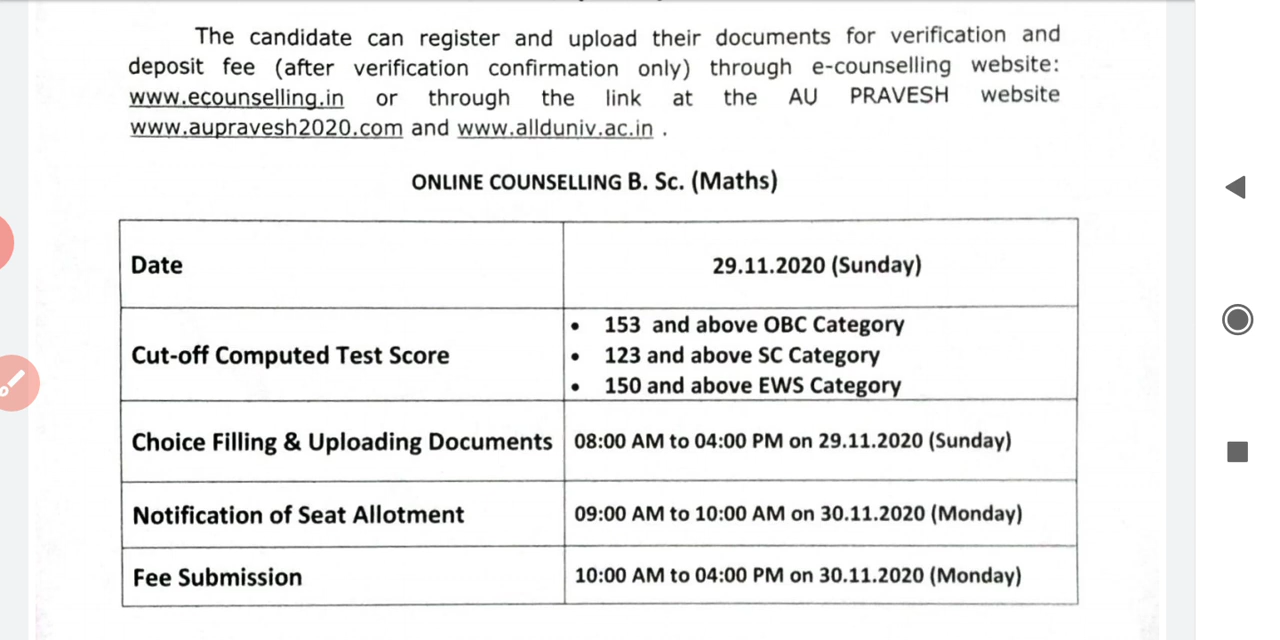 The candidate can register and upload their documents for verification and
deposit fee (after verification confirmation only) through e-counselling website:
www.ecounselling.in or through the link at the AU PRAVESH website
www.aupravesh2020.com and www.allduniv.ac.in .
ONLINE COUNSELLING B. Sc. (Maths)
Date 29.11.2020 (Sunday)
Cut-off Computed Test Score
• 153 and above OBC Category
• 123 and above SC Category
• 150 and above EWS Category
Choice Filling & Uploading Documents 08:00 AM to 04:00 PM on 29.11.2020 (Sunday)
Notification of Seat Allotment 09:00 AM to 10:00 AM on 30.11.2020 (Monday)
Fee Submission 10:00 AM to 04:00 PM on 30.11.2020 (Monday)